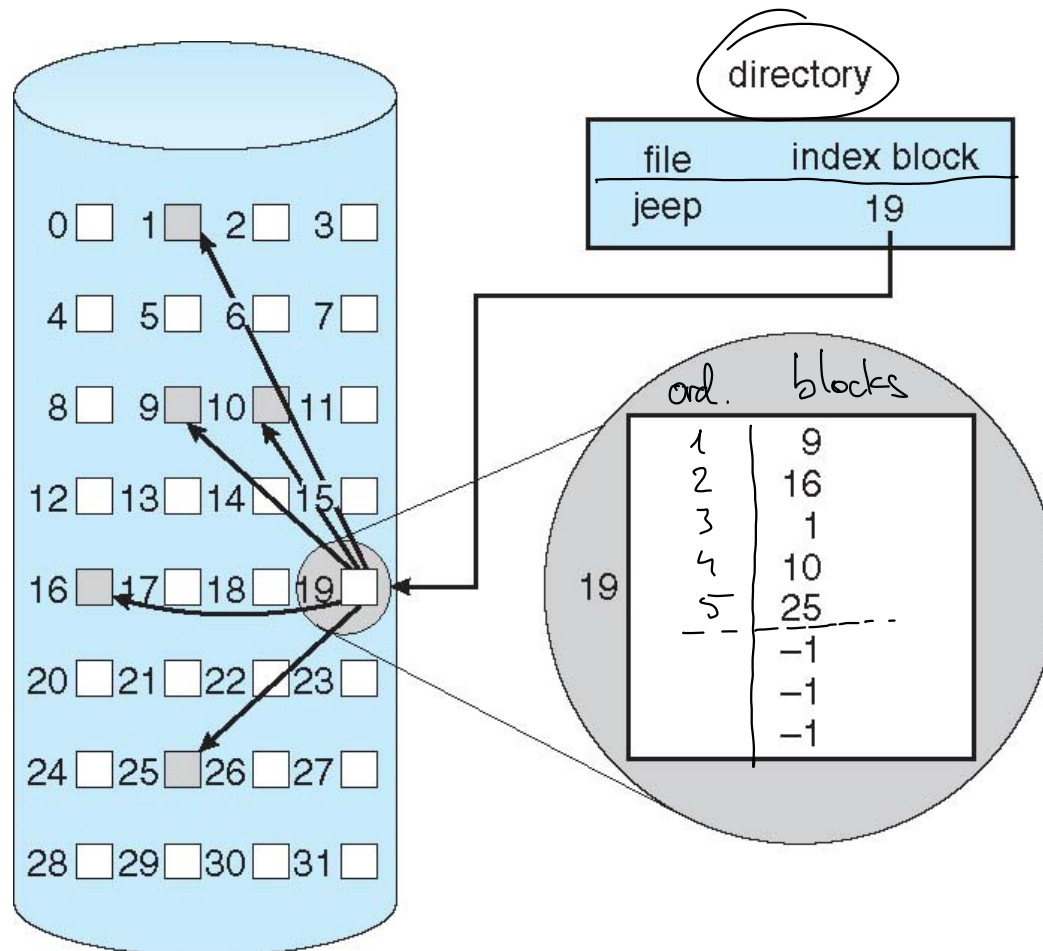 directory
file index block
jeep 19
0 1 2 3
4 5 6 7
8 9 10 11
12 13 14 15
16 17 18 19
20 21 22 23
24 25 26 27
28 29 30 31
19
ord. blocks
1 9
2 16
3 1
4 10
5 25
-1
-1
-1